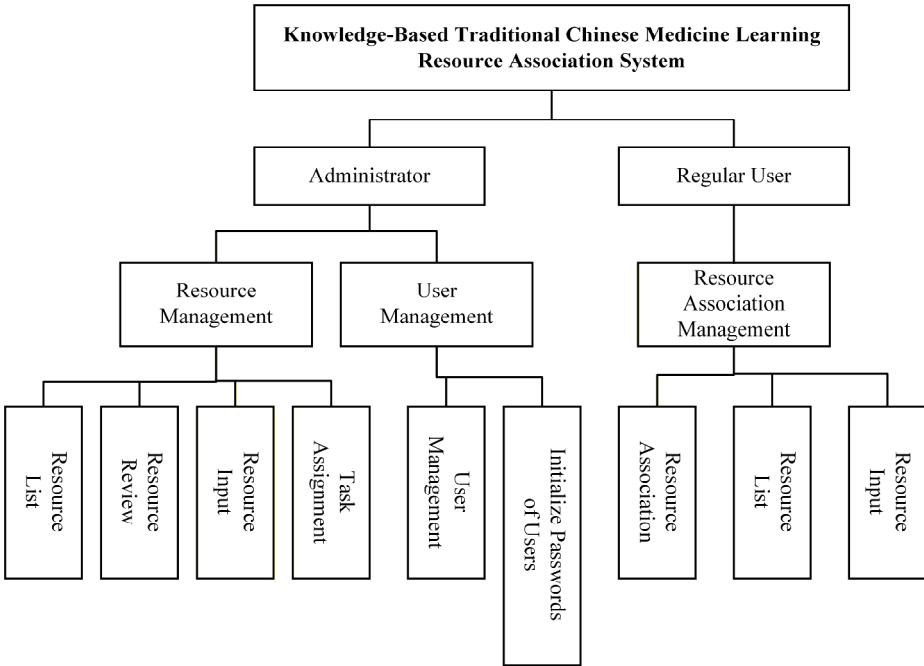 Knowledge-Based Traditional Chinese Medicine Learning
Resource Association System
Administrator
Regular User
Resource
Management
User
Management
Resource
Association
Management
Resource
List
Resource
Review
Resource
Input
Task
Assignment
User
Management
Initialize Passwords
of Users
Resource
Association
Resource
List
Resource
Input